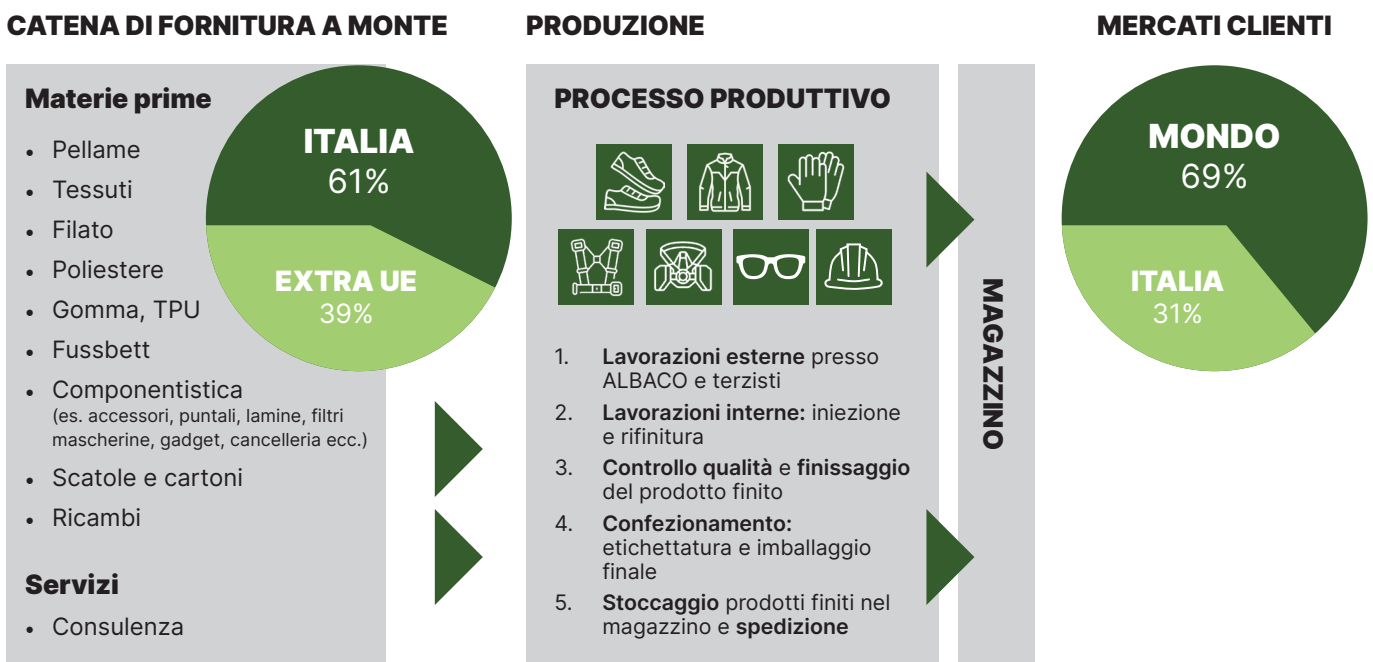 CATENA DI FORNITURA A MONTE
Materie prime
• Pellame
• Tessuti
• Filato
• Poliestere
• Gomma, TPU
• Fussbett
• Componentistica
(es. accessori, puntali, lamine, filtri
mascherine, gadget, cancelleria ecc.)
• Scatole e cartoni
• Ricambi
Servizi
• Consulenza
ITALIA
61%
EXTRA UE
39%
PRODUZIONE
PROCESSO PRODUTTIVO
1. Lavorazioni esterne presso
ALBACO e terzisti
2. Lavorazioni interne: iniezione
e rifinitura
3. Controllo qualità e finissaggio
del prodotto finito
4. Confezionamento:
etichettatura e imballaggio
finale
5. Stoccaggio prodotti finiti nel
magazzino e spedizione
MAGAZZINO
MERCATI CLIENTI
MONDO
69%
ITALIA
31%